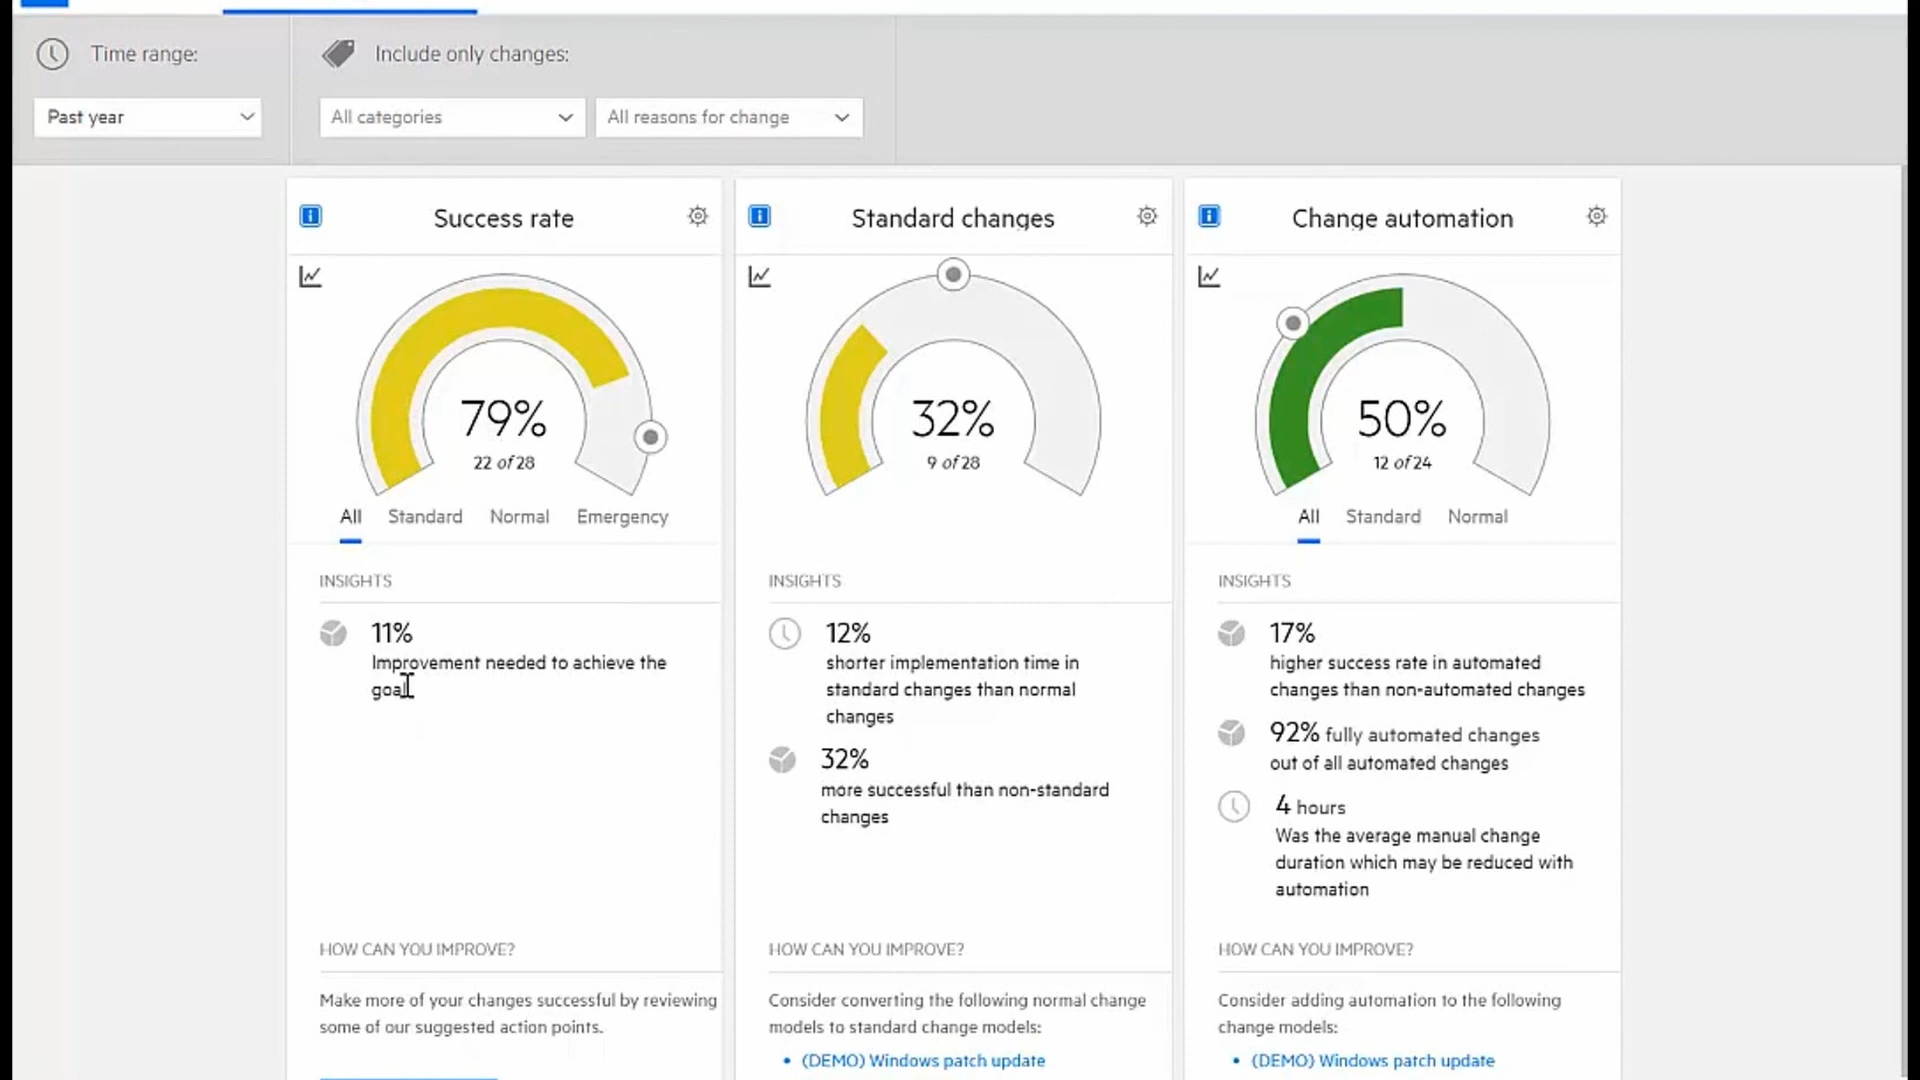 Time range:
Include only changes:
Past year
All categories
All reasons for change
Success rate
79%
22 of 28
All Standard Normal Emergency
INSIGHTS
11%
Improvement needed to achieve the
goal
HOW CAN YOU IMPROVE?
Make more of your changes successful by reviewing
some of our suggested action points.
Standard changes
32%
9 of 28
INSIGHTS
12%
shorter implementation time in
standard changes than normal
changes
32%
more successful than non-standard
changes
HOW CAN YOU IMPROVE?
Consider converting the following normal change
models to standard change models:
• (DEMO) Windows patch update
Change automation
50%
12 of 24
All Standard Normal
INSIGHTS
17%
higher success rate in automated
changes than non-automated changes
92% fully automated changes
out of all automated changes
4 hours
Was the average manual change
duration which may be reduced with
automation
HOW CAN YOU IMPROVE?
Consider adding automation to the following
change models:
• (DEMO) Windows patch update